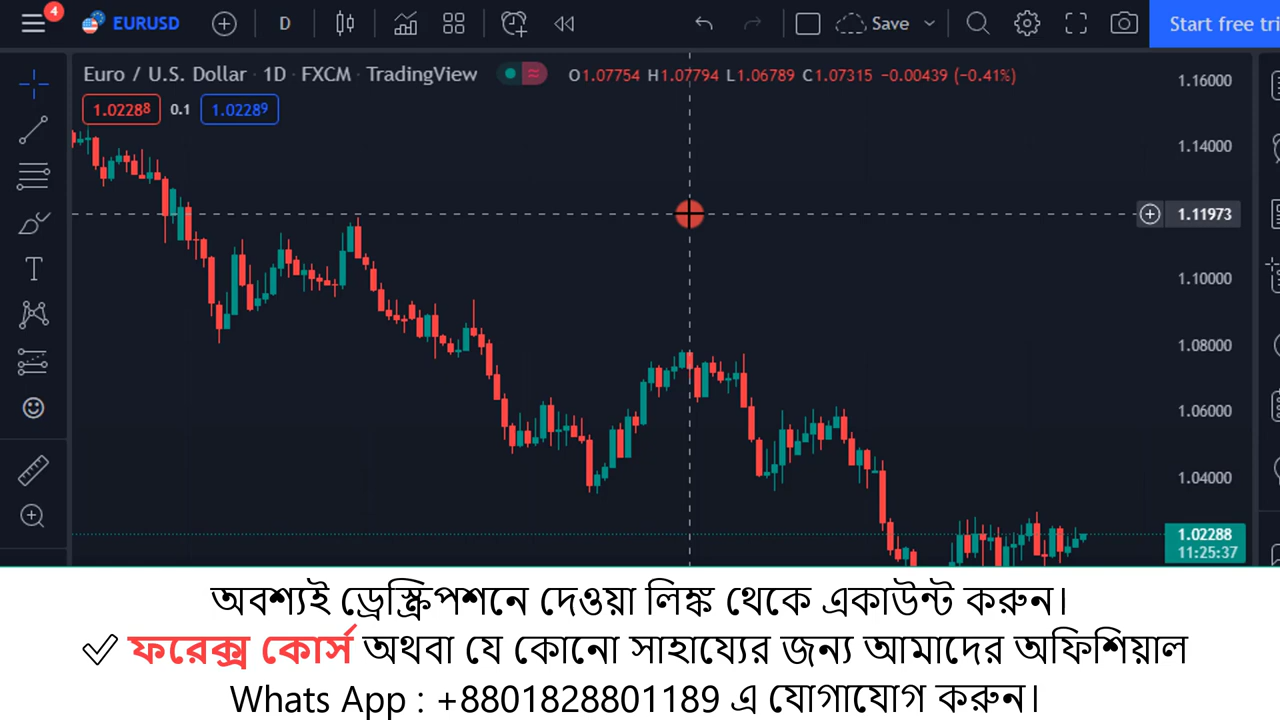 4
EURUSD
D
Save
Start free tri
Euro / U.S. Dollar · 1D · FXCM · TradingView
O1.07754 H1.07794 L1.06789 C1.07315 −0.00439 (−0.41%)
1.02288 0.1 1.02289
1.16000
1.14000
1.11973
1.10000
1.08000
1.06000
1.04000
1.02288
11:25:37
অবশ্যই ড্রেস্ক্রিপশনে দেওয়া লিঙ্ক থেকে একাউন্ট করুন।
✅ ফরেক্স কোর্স অথবা যে কোনো সাহায্যের জন্য আমাদের অফিশিয়াল
Whats App : +8801828801189 এ যোগাযোগ করুন।